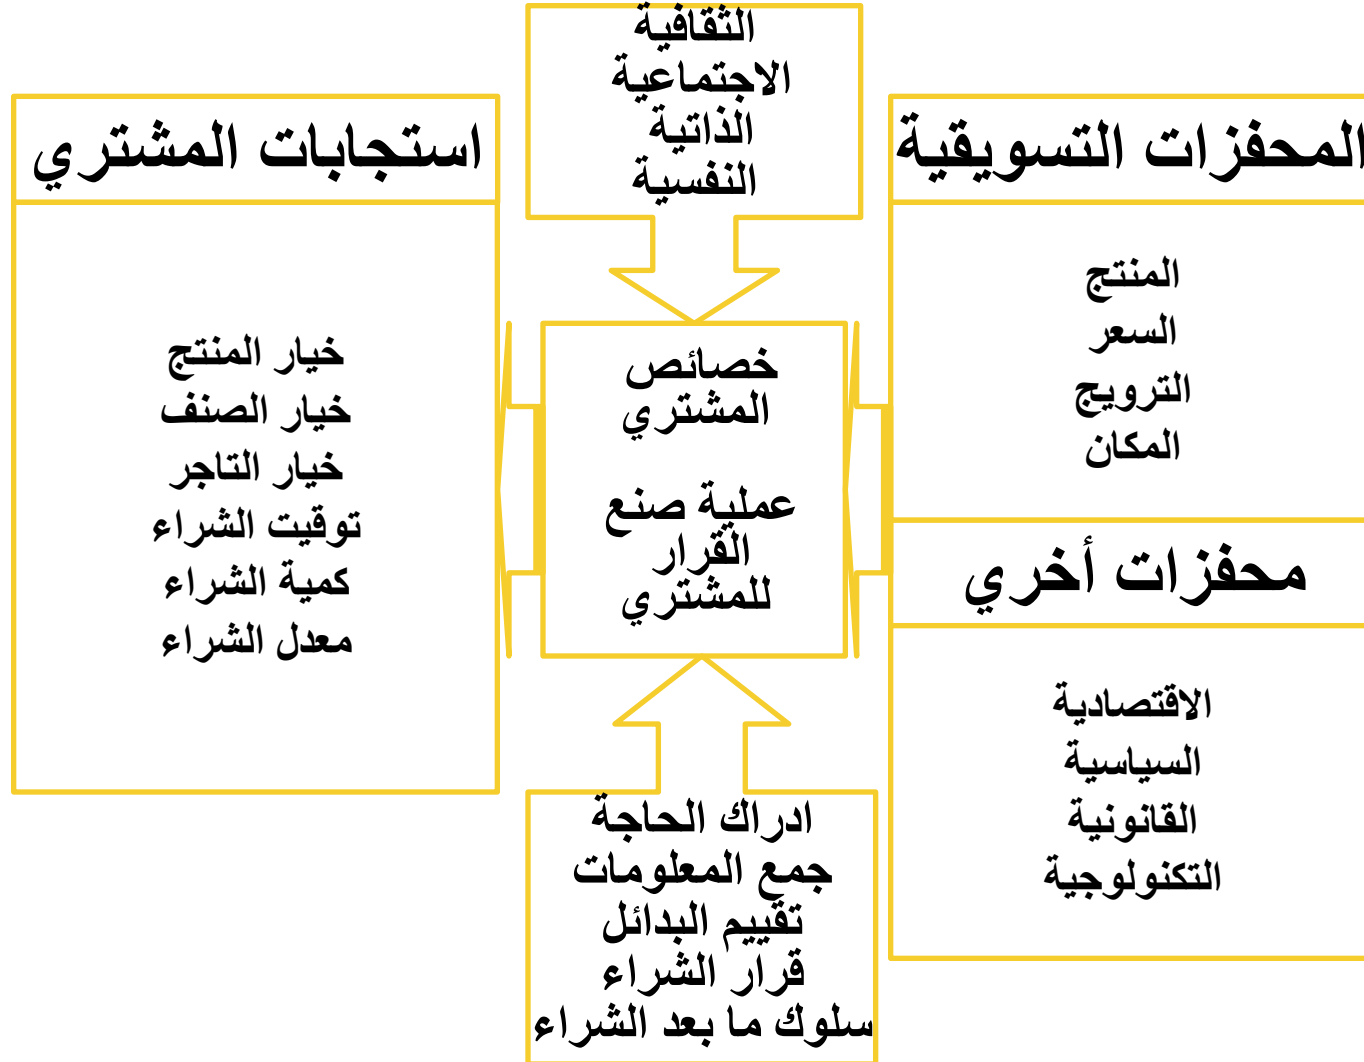 الثقافية
الاجتماعية
الذاتية
النفسية
المحفزات التسويقية
المنتج
السعر
الترويج
المكان
محفزات أخري
الاقتصادية
السياسية
القانونية
التكنولوجية
خصائص
المشتري
عملية صنع
القرار
للمشتري
استجابات المشتري
خيار المنتج
خيار الصنف
خيار التاجر
توقيت الشراء
كمية الشراء
معدل الشراء
ادراك الحاجة
جمع المعلومات
تقييم البدائل
قرار الشراء
سلوك ما بعد الشراء